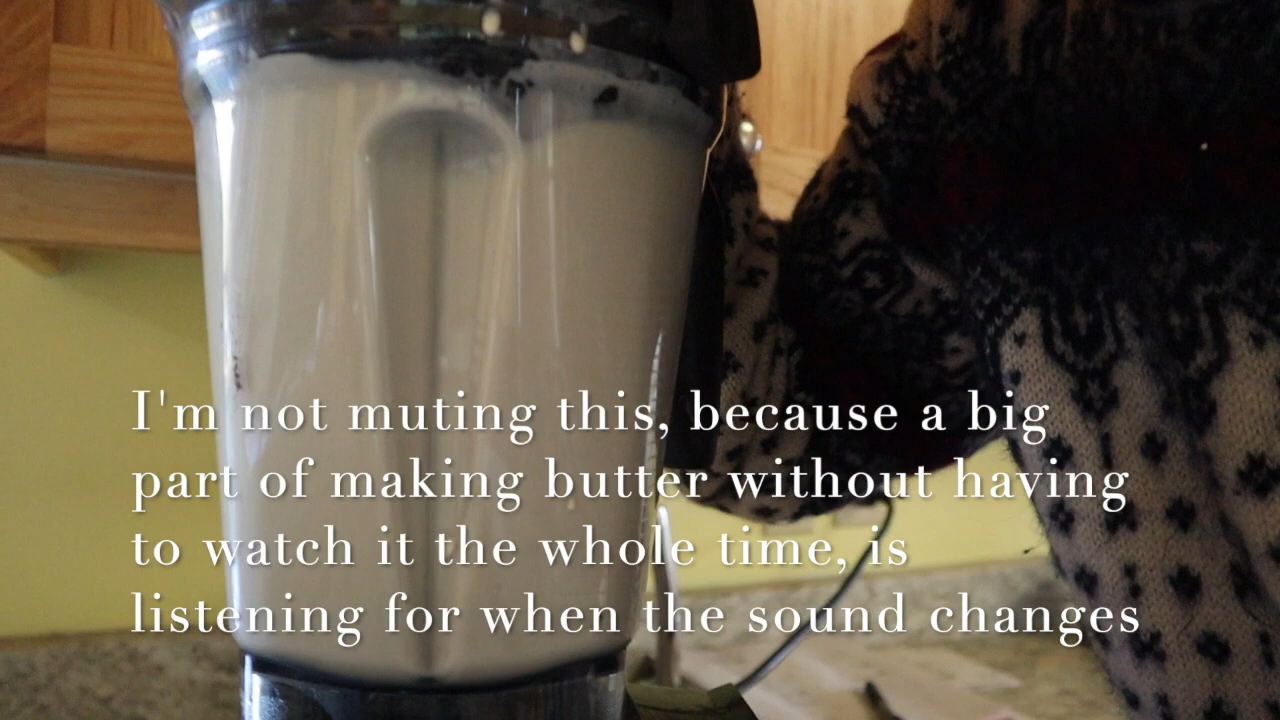 I'm not muting this, because a big
part of making butter without having
to watch it the whole time, is
listening for when the sound changes